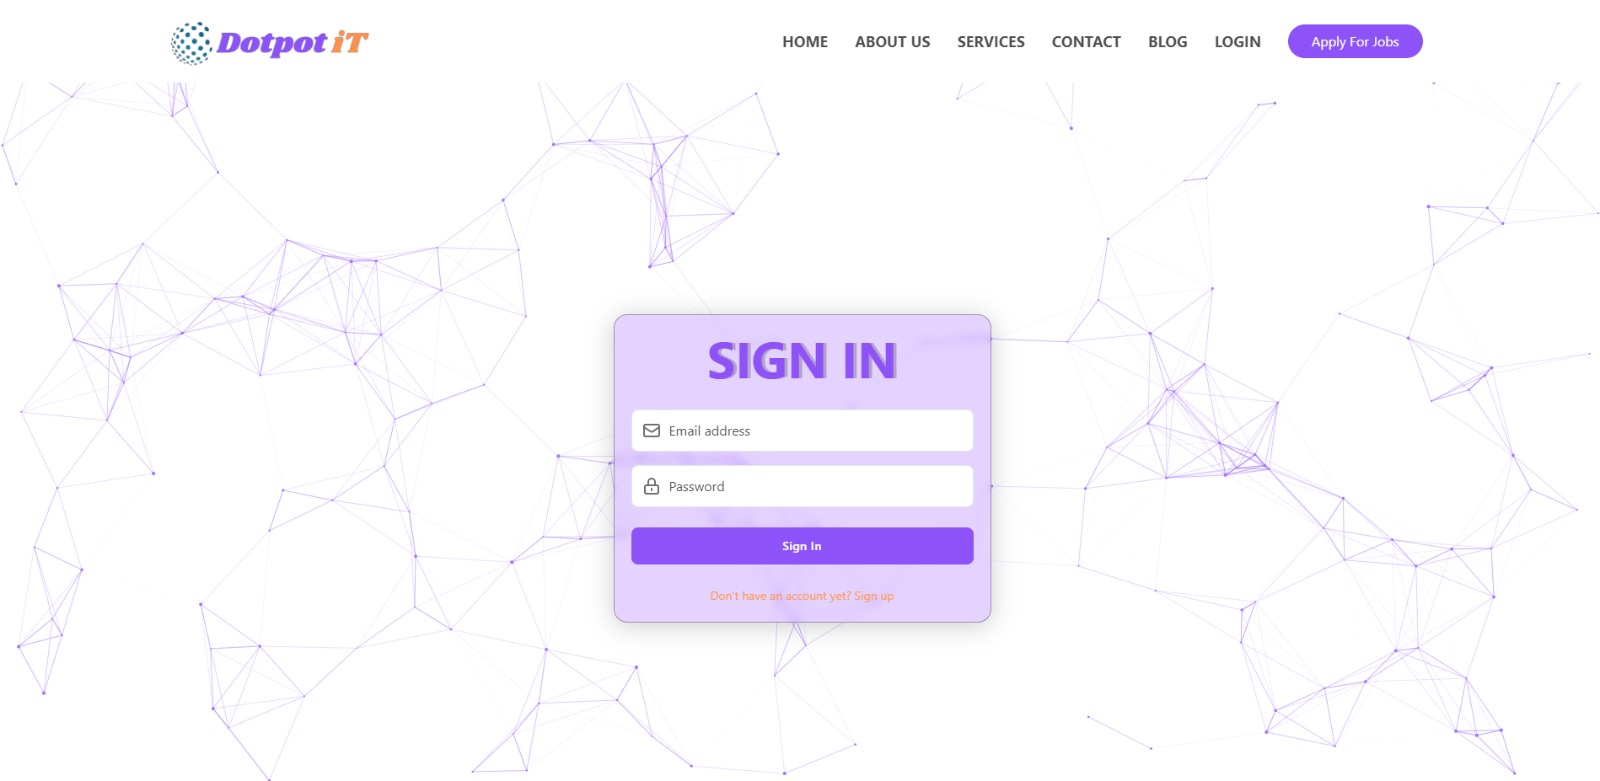 Dotpot iT
HOME ABOUT US SERVICES CONTACT BLOG LOGIN Apply For Jobs
SIGN IN
Email address
Password
Sign In
Don't have an account yet? Sign up